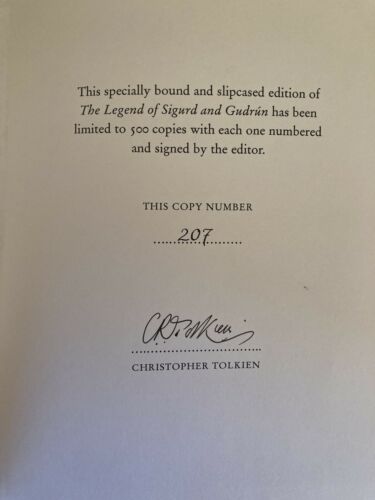 This specially bound and slipcased edition of
The Legend of Sigurd and Gudrún has been
limited to 500 copies with each one numbered
and signed by the editor.
THIS COPY NUMBER
207
CRTolkien
CHRISTOPHER TOLKIEN